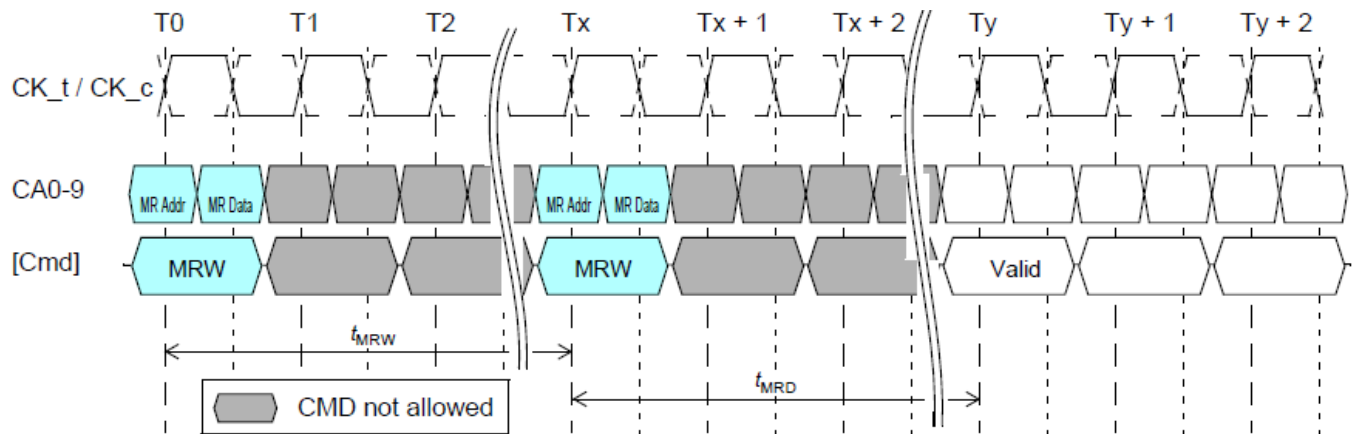 T0 T1 T2 Tx Tx + 1 Tx + 2 Ty Ty + 1 Ty + 2
CK_t / CK_c
CA0-9 MR Addr MR Data MR Addr MR Data
[Cmd] MRW MRW Valid
tMRW
tMRD
CMD not allowed